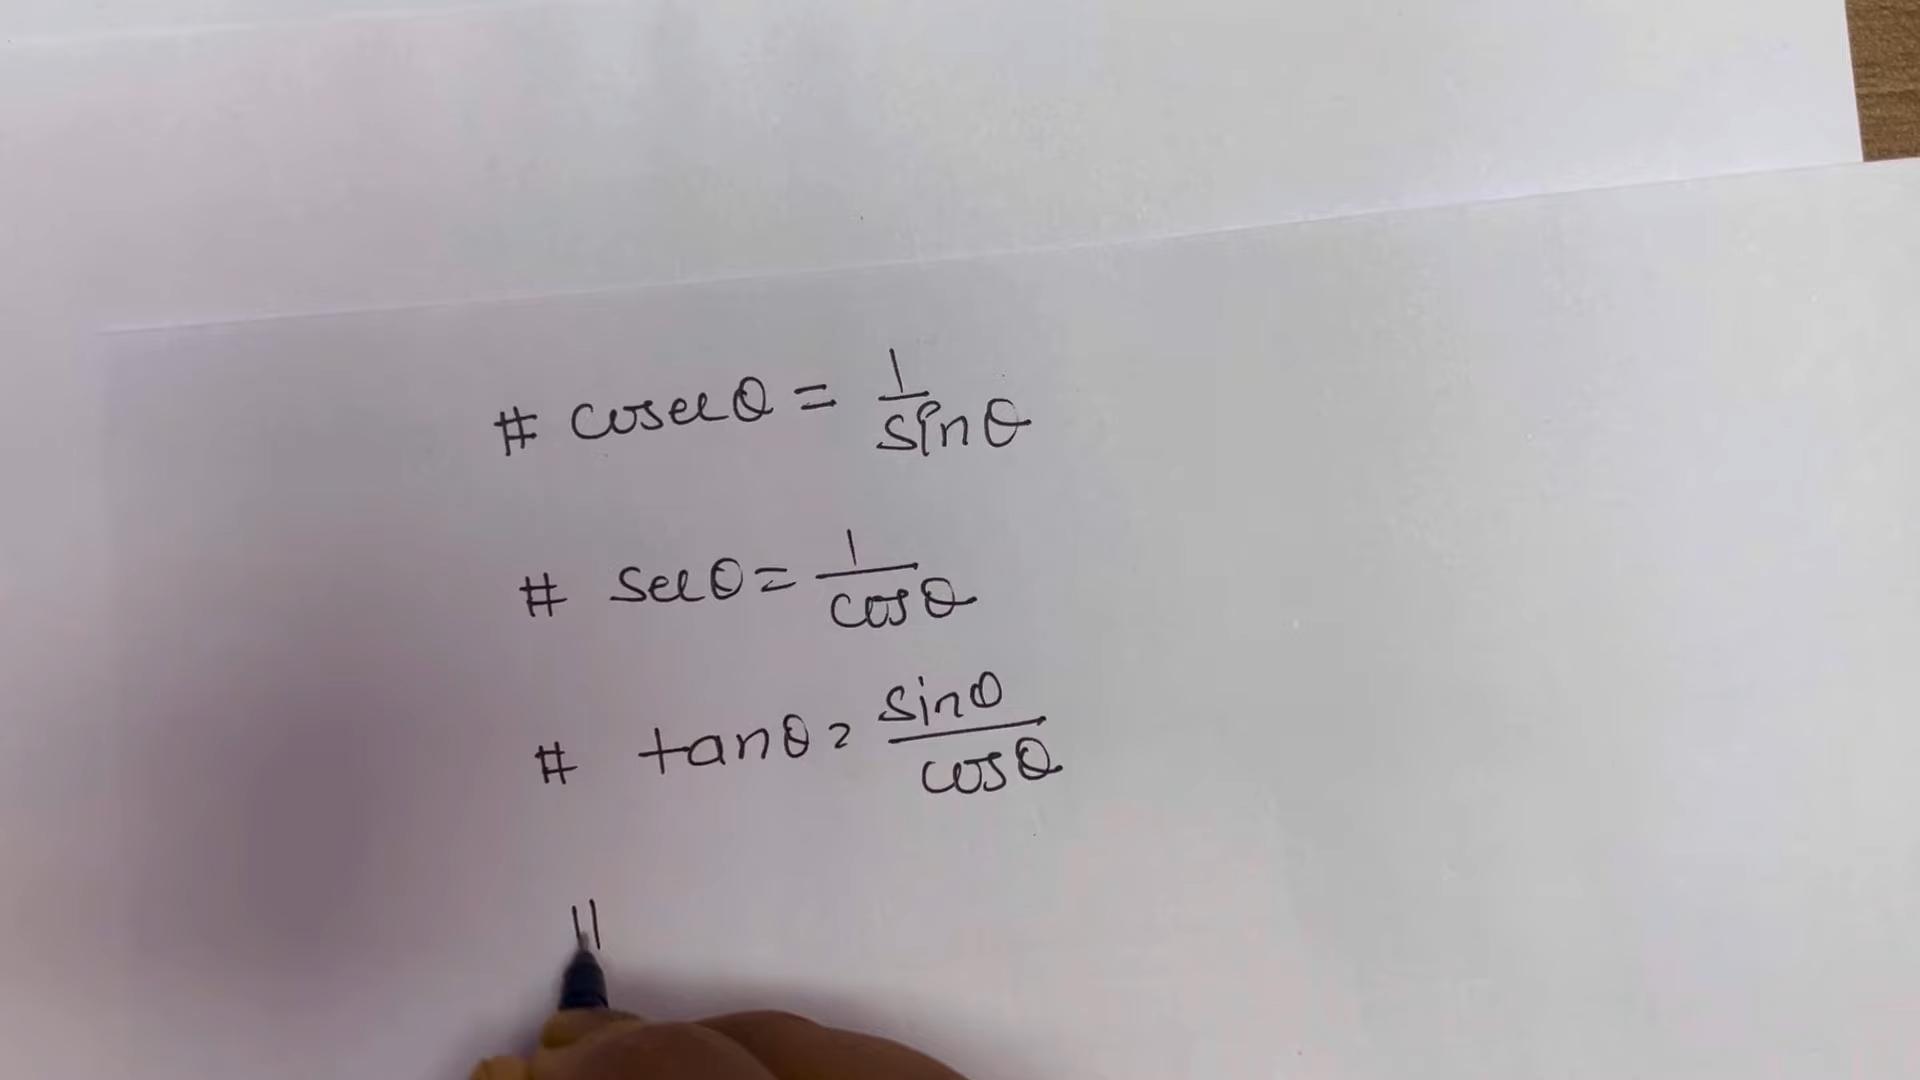 # cosecθ = 1/sinθ
# secθ = 1/cosθ
# tanθ = sinθ/cosθ